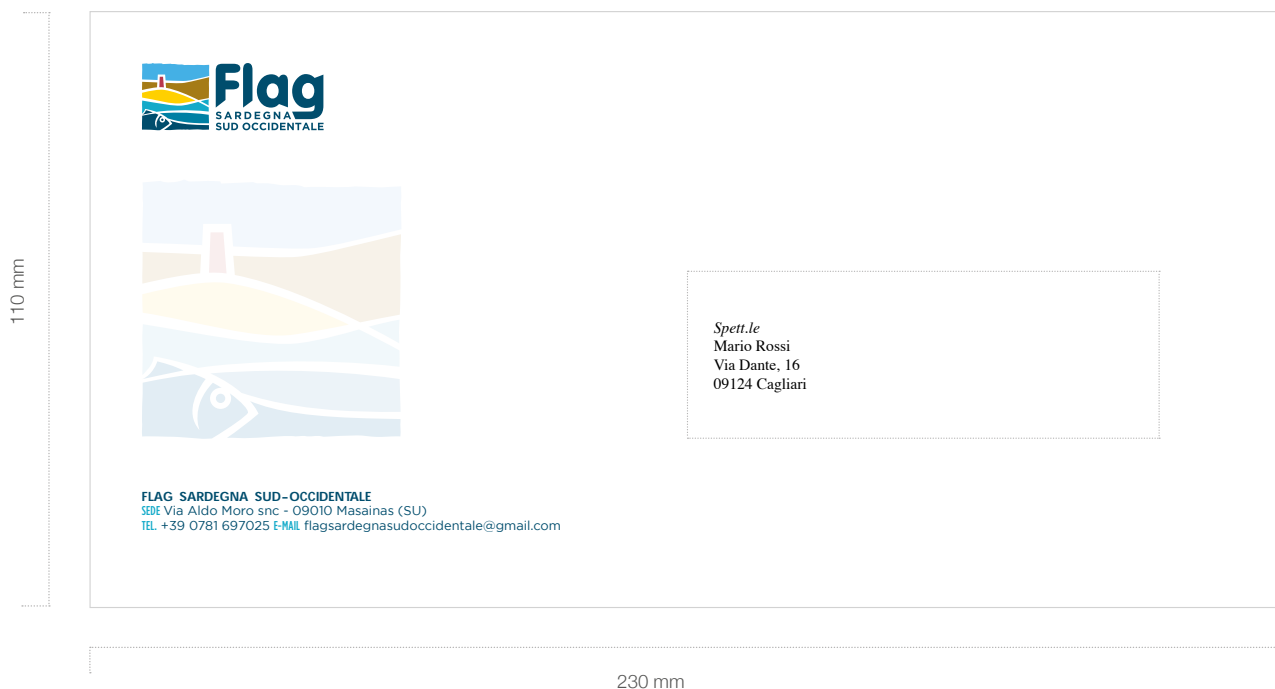 Flag
SARDEGNA
SUD OCCIDENTALE
110 mm
Spett.le
Mario Rossi
Via Dante, 16
09124 Cagliari
FLAG SARDEGNA SUD-OCCIDENTALE
SEDE Via Aldo Moro snc - 09010 Masainas (SU)
TEL. +39 0781 697025 E-MAIL flagsardegnasudoccidentale@gmail.com
230 mm